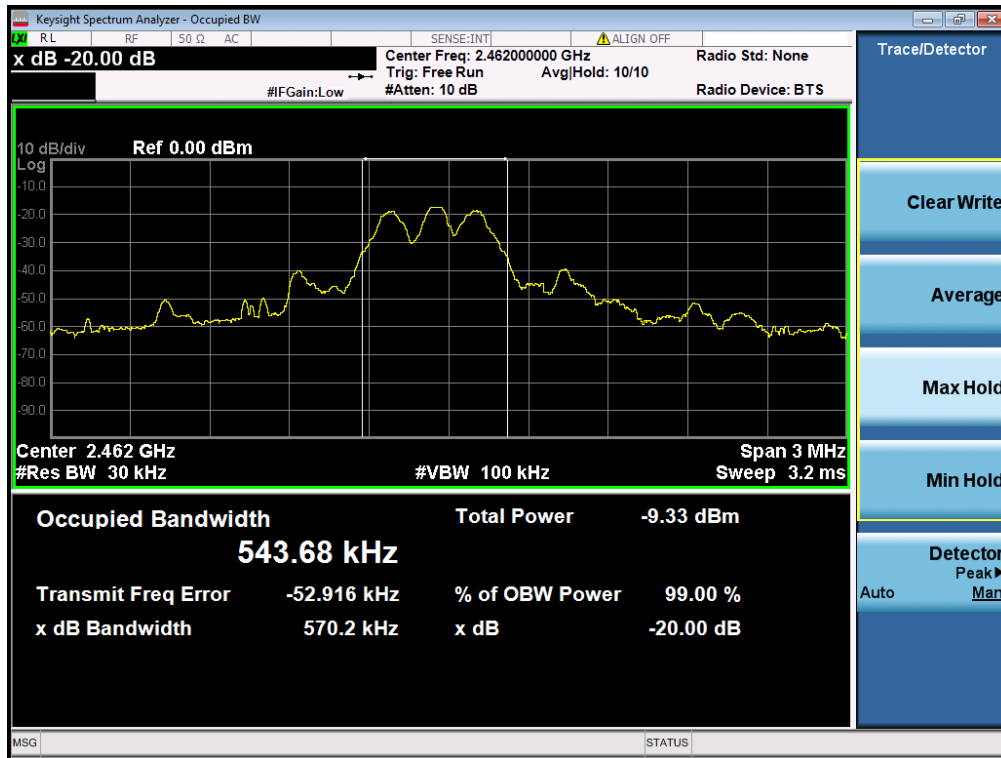 Keysight Spectrum Analyzer - Occupied BW
LXI RL RF 50 Ω AC SENSE:INT ALIGN OFF
x dB -20.00 dB
Center Freq: 2.462000000 GHz Radio Std: None
Trig: Free Run Avg|Hold: 10/10
#IFGain:Low #Atten: 10 dB Radio Device: BTS
10 dB/div Ref 0.00 dBm
Log
-10.0
-20.0
-30.0
-40.0
-50.0
-60.0
-70.0
-80.0
-90.0
Center 2.462 GHz Span 3 MHz
#Res BW 30 kHz #VBW 100 kHz Sweep 3.2 ms
Occupied Bandwidth Total Power -9.33 dBm
543.68 kHz
Transmit Freq Error -52.916 kHz % of OBW Power 99.00 %
x dB Bandwidth 570.2 kHz x dB -20.00 dB
MSG STATUS
Trace/Detector
Clear Write
Average
Max Hold
Min Hold
Detector
Peak
Auto Man